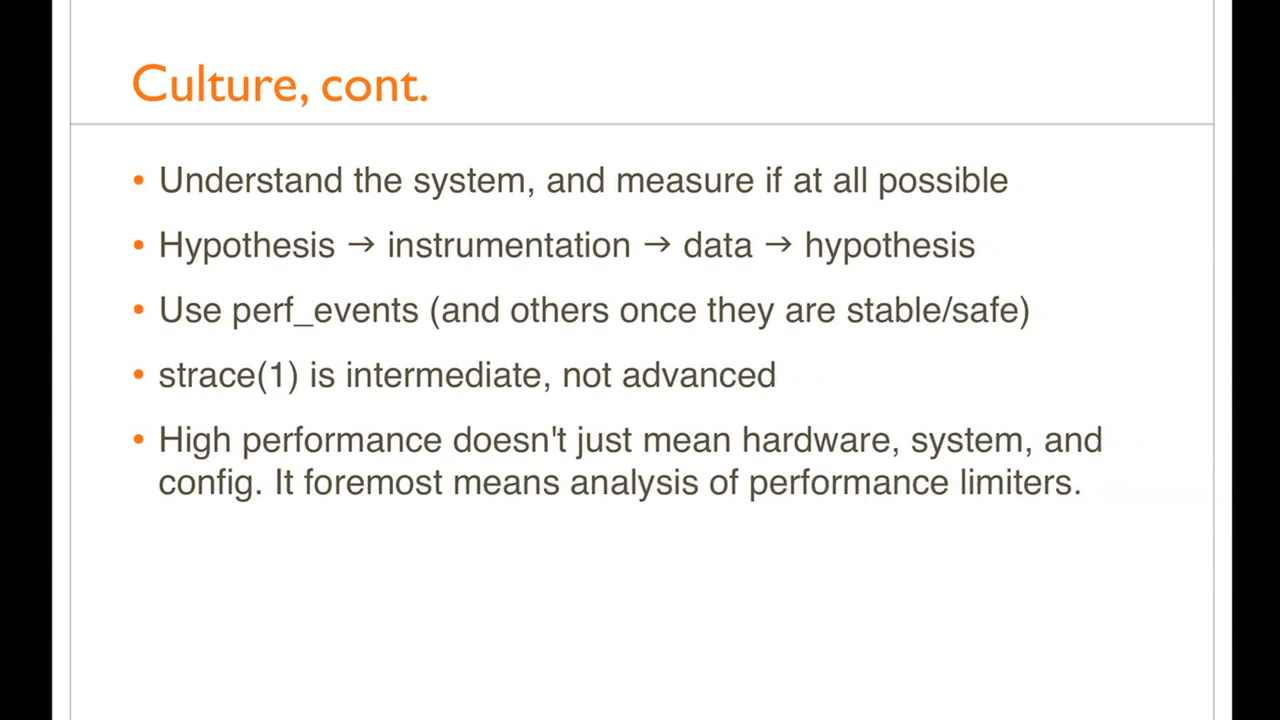 Culture, cont.
• Understand the system, and measure if at all possible
• Hypothesis → instrumentation → data → hypothesis
• Use perf_events (and others once they are stable/safe)
• strace(1) is intermediate, not advanced
• High performance doesn't just mean hardware, system, and
config. It foremost means analysis of performance limiters.